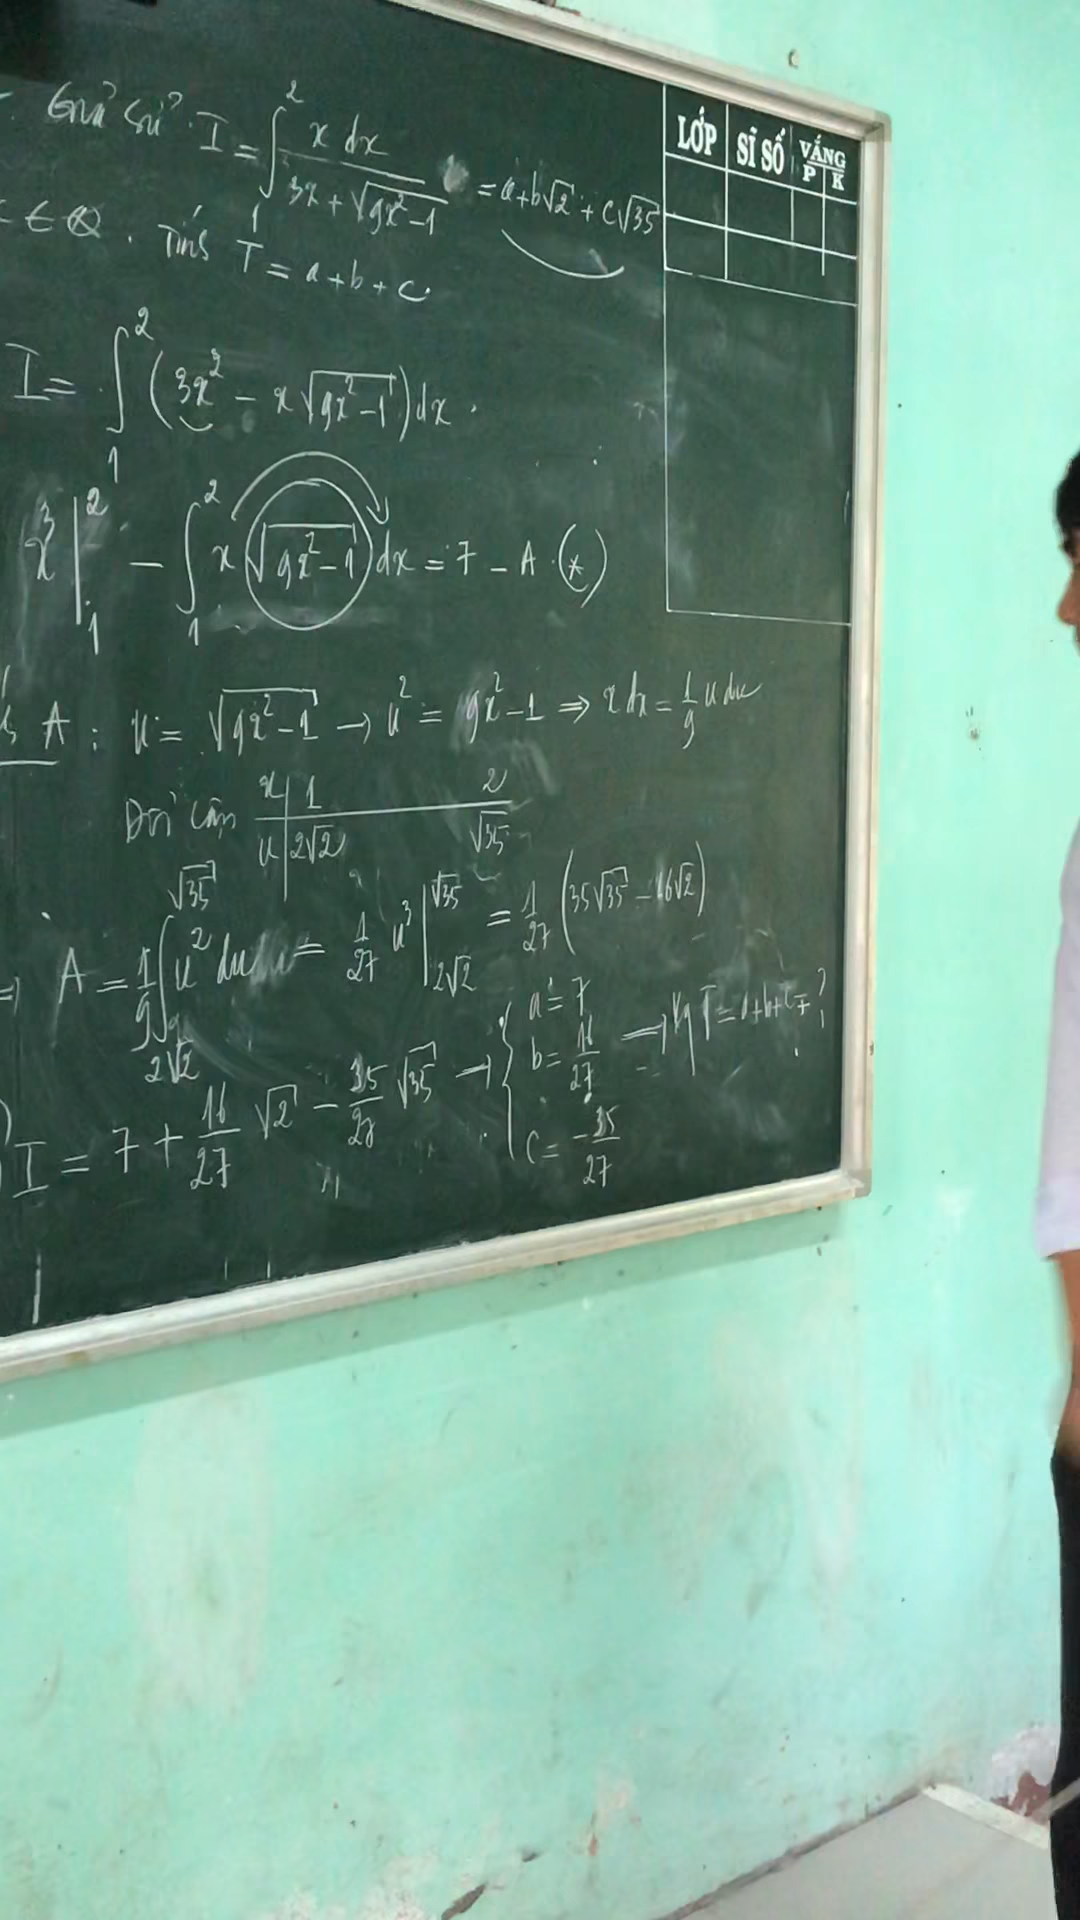 Giả sử I = ∫₁² x dx / (3x + √(9x² - 1)) = a + b√2 + c√35
c ∈ Q. Tính T = a + b + c.
I = ∫₁² (3x² - x√(9x² - 1)) dx.
x³ |₁² - ∫₁² x√(9x² - 1) dx = 7 - A (*)
A: u = √(9x² - 1) → u² = 9x² - 1 ⇒ x dx = 1/9 u du
Đổi cận x | 1 2
u | 2√2 √35
⇒ A = 1/9 ∫_{2√2}^{√35} u² du = 1/27 u³ |_{2√2}^{√35} = 1/27 (35√35 - 16√2)
I = 7 + 16/27 √2 - 35/27 √35 → { a = 7
b = 16/27 ⇒ Vậy T = a + b + c = ?
c = -35/27
LỚP SĨ SỐ VẮNG
P K